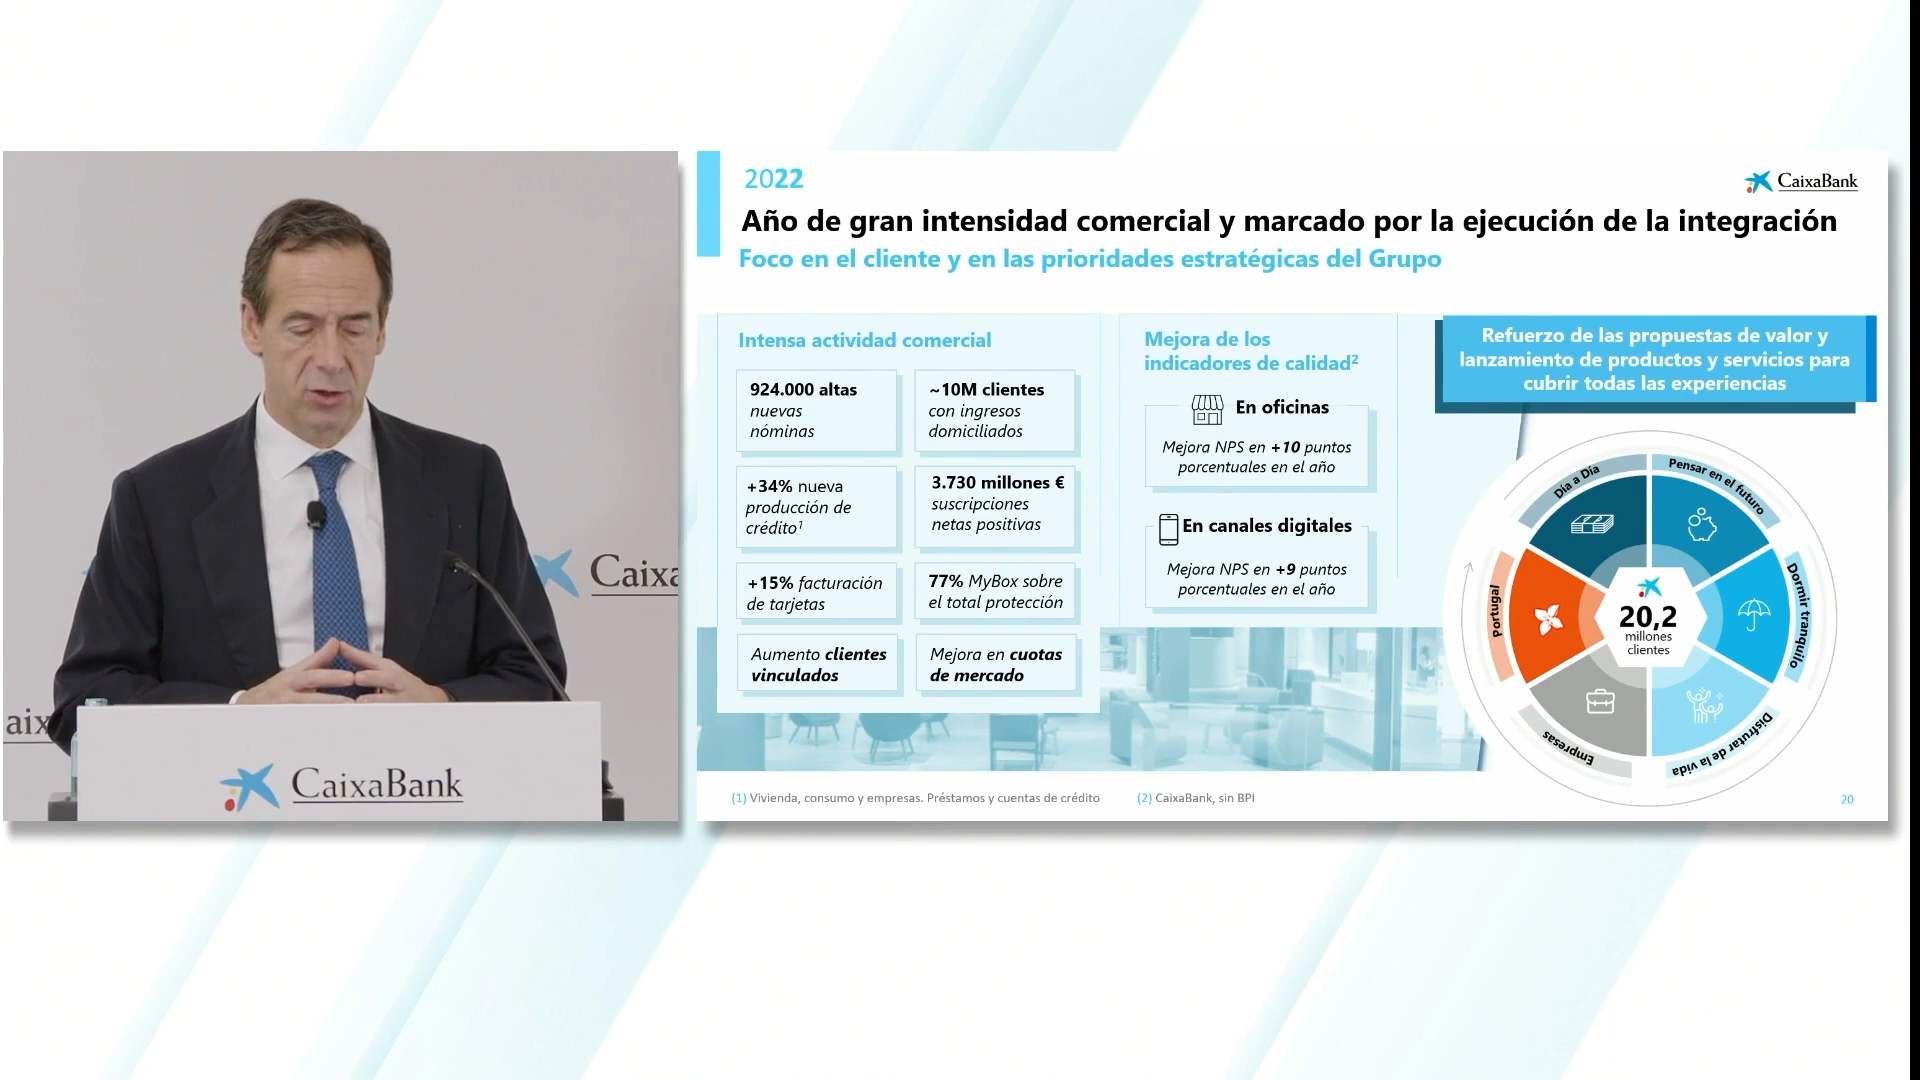 Caixa
aix
CaixaBank
2022
CaixaBank
Año de gran intensidad comercial y marcado por la ejecución de la integración
Foco en el cliente y en las prioridades estratégicas del Grupo
Intensa actividad comercial
924.000 altas
nuevas
nóminas
~10M clientes
con ingresos
domiciliados
+34% nueva
producción de
crédito¹
3.730 millones €
suscripciones
netas positivas
+15% facturación
de tarjetas
77% MyBox sobre
el total protección
Aumento clientes
vinculados
Mejora en cuotas
de mercado
Mejora de los
indicadores de calidad²
En oficinas
Mejora NPS en +10 puntos
porcentuales en el año
En canales digitales
Mejora NPS en +9 puntos
porcentuales en el año
Refuerzo de las propuestas de valor y
lanzamiento de productos y servicios para
cubrir todas las experiencias
Día a Día
Pensar en el futuro
Dormir tranquilo
Disfrutar de la vida
Empresas
Portugal
20,2
millones
clientes
(1) Vivienda, consumo y empresas. Préstamos y cuentas de crédito
(2) CaixaBank, sin BPI
20